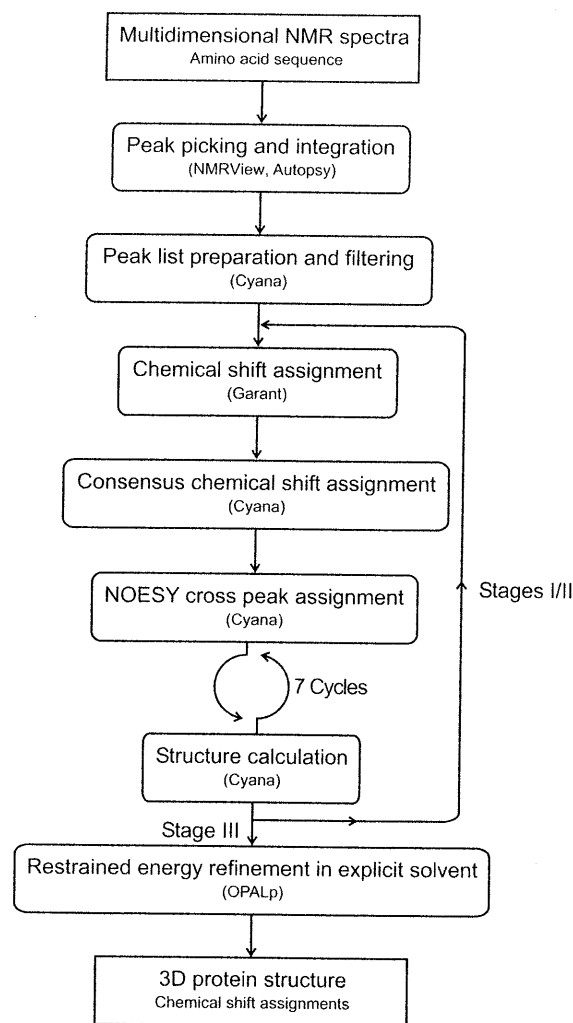 Multidimensional NMR spectra
Amino acid sequence
Peak picking and integration
(NMRView, Autopsy)
Peak list preparation and filtering
(Cyana)
Chemical shift assignment
(Garant)
Consensus chemical shift assignment
(Cyana)
NOESY cross peak assignment
(Cyana)
Stages I/II
7 Cycles
Structure calculation
(Cyana)
Stage III
Restrained energy refinement in explicit solvent
(OPALp)
3D protein structure
Chemical shift assignments